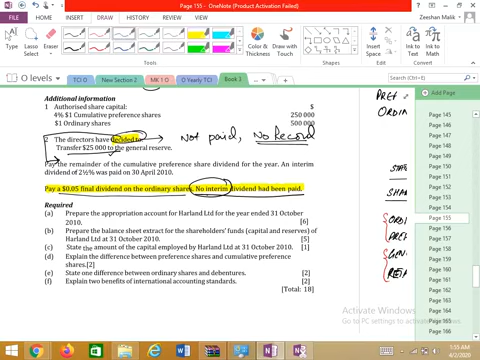 Page 155 - OneNote (Product Activation Failed)
Zeeshan Malik
File
HOME
INSERT
DRAW
HISTORY
REVIEW
VIEW
Type
Lasso Select
Eraser
Color & Thickness
Draw with Touch
Shapes
Insert Space
Edit
Tools
Shapes
O levels
TCI O
New Section 2
MK 1 O
O Yearly TCI
Book 3
Add Page
Additional information
1 Authorised share capital: $
4% $1 Cumulative preference shares 250 000
$1 Ordinary shares 500 000
2 The directors have decided to → not paid, No Record
Transfer $25 000 to the general reserve.
Pay the remainder of the cumulative preference share dividend for the year. An interim
dividend of 2½% was paid on 30 April 2010.
Pay a $0.05 final dividend on the ordinary shares. No interim dividend had been paid.
Required
(a) Prepare the appropriation account for Harland Ltd for the year ended 31 October
2010. [6]
(b) Prepare the balance sheet extract for the shareholders' funds (capital and reserves) of
Harland Ltd at 31 October 2010. [5]
(c) State the amount of the capital employed by Harland Ltd at 31 October 2010. [1]
(d) Explain the difference between preference shares and cumulative preference
shares.[2]
(e) State one difference between ordinary shares and debentures. [2]
(f) Explain two benefits of international accounting standards. [2]
[Total: 18]
PREF
ORDIN
STATE
SHAR
ORDI
PREF
GEN
RETA
Page 145
Page 146
Page 147
Page 148
Page 149
Page 150
Page 151
Page 152
Page 153
Page 154
Page 155
Page 156
Page 157
Page 158
Page 159
Page 160
Page 161
Page 162
Page 163
Page 164
Page 165
Page 166
Activate Windows
Go to PC settings to activate Windows.
1:55 AM
4/2/2020